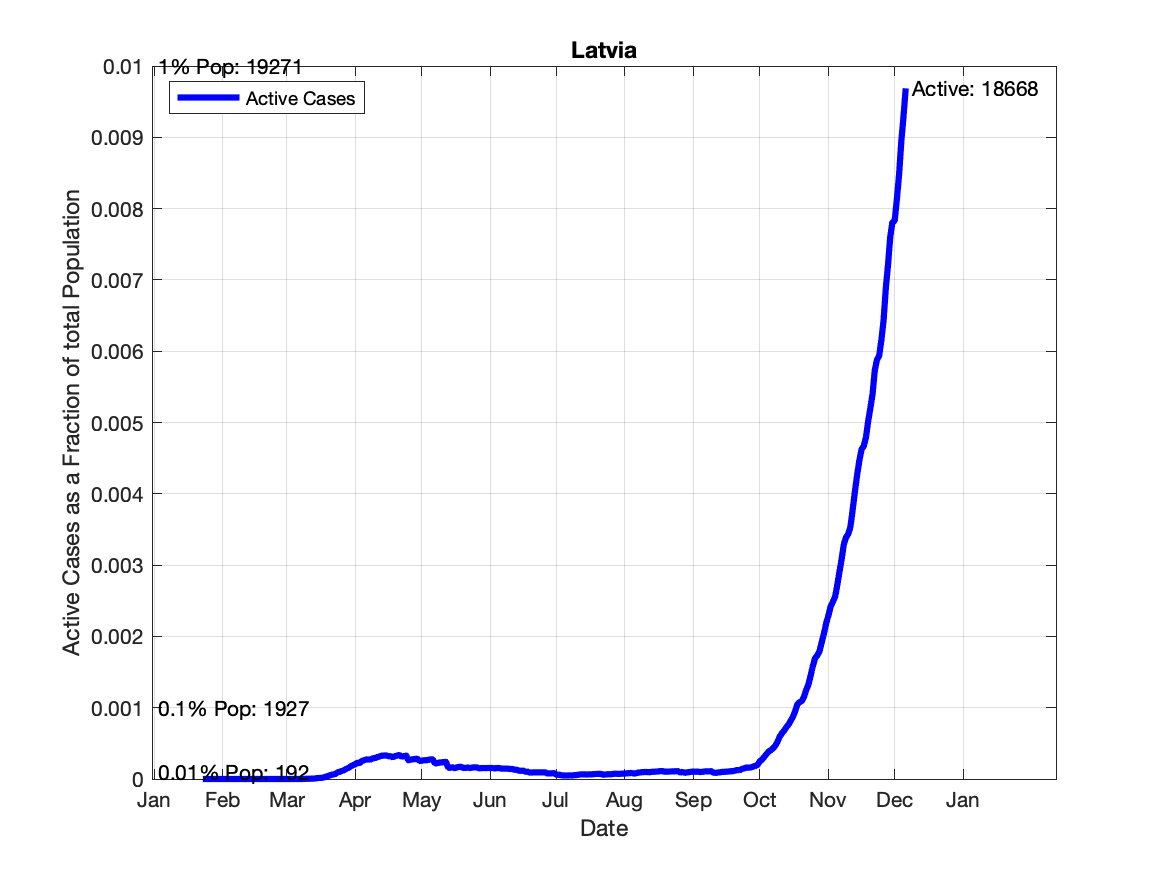 Latvia
1% Pop: 19271
Active Cases
Active: 18668
0.01
0.009
0.008
0.007
0.006
0.005
0.004
0.003
0.002
0.001
0
0.1% Pop: 1927
0.01% Pop: 192
Active Cases as a Fraction of total Population
Jan Feb Mar Apr May Jun Jul Aug Sep Oct Nov Dec Jan
Date